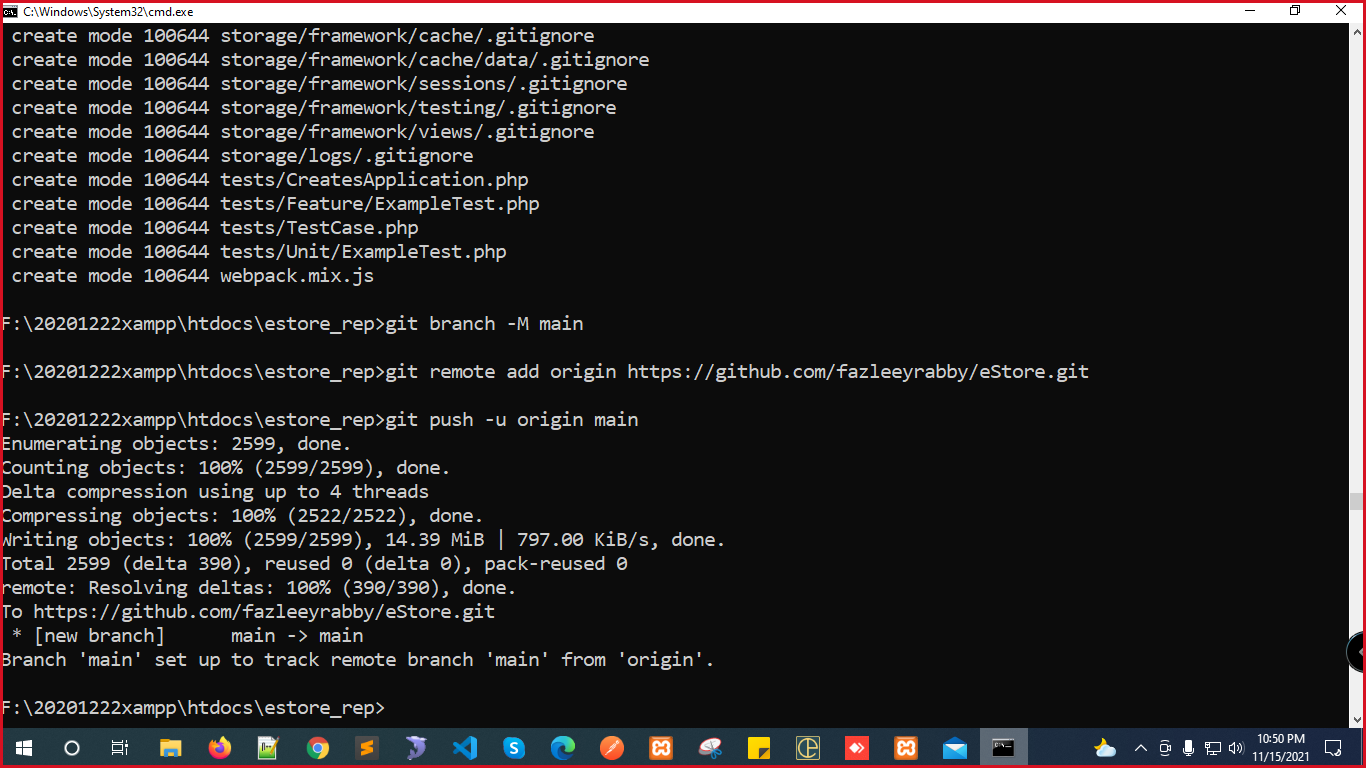 C:\Windows\System32\cmd.exe
create mode 100644 storage/framework/cache/.gitignore
create mode 100644 storage/framework/cache/data/.gitignore
create mode 100644 storage/framework/sessions/.gitignore
create mode 100644 storage/framework/testing/.gitignore
create mode 100644 storage/framework/views/.gitignore
create mode 100644 storage/logs/.gitignore
create mode 100644 tests/CreatesApplication.php
create mode 100644 tests/Feature/ExampleTest.php
create mode 100644 tests/TestCase.php
create mode 100644 tests/Unit/ExampleTest.php
create mode 100644 webpack.mix.js
F:\20201222xampp\htdocs\estore_rep>git branch -M main
F:\20201222xampp\htdocs\estore_rep>git remote add origin https://github.com/fazleeyrabby/eStore.git
F:\20201222xampp\htdocs\estore_rep>git push -u origin main
Enumerating objects: 2599, done.
Counting objects: 100% (2599/2599), done.
Delta compression using up to 4 threads
Compressing objects: 100% (2522/2522), done.
Writing objects: 100% (2599/2599), 14.39 MiB | 797.00 KiB/s, done.
Total 2599 (delta 390), reused 0 (delta 0), pack-reused 0
remote: Resolving deltas: 100% (390/390), done.
To https://github.com/fazleeyrabby/eStore.git
* [new branch]      main -> main
Branch 'main' set up to track remote branch 'main' from 'origin'.
F:\20201222xampp\htdocs\estore_rep>
10:50 PM
11/15/2021